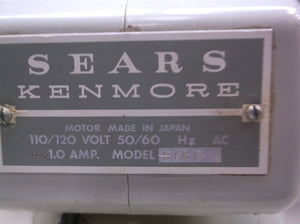 SEARS
KENMORE
MOTOR MADE IN JAPAN
110/120 VOLT 50/60 Hz AC
1.0 AMP. MODEL